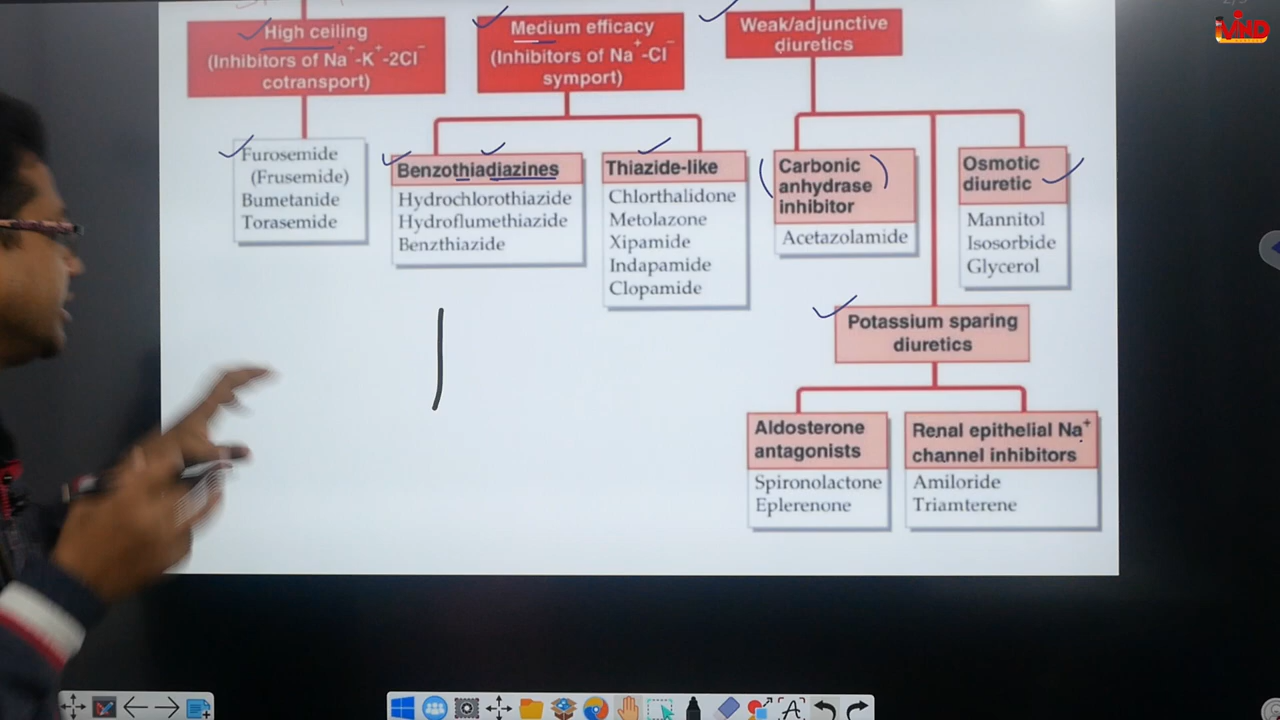 High ceiling
(Inhibitors of Na+-K+-2Cl−
cotransport)
Medium efficacy
(Inhibitors of Na+-Cl−
symport)
Weak/adjunctive
diuretics
Furosemide
(Frusemide)
Bumetanide
Torasemide
Benzothiadiazines
Hydrochlorothiazide
Hydroflumethiazide
Benzthiazide
Thiazide-like
Chlorthalidone
Metolazone
Xipamide
Indapamide
Clopamide
Carbonic
anhydrase
inhibitor
Acetazolamide
Osmotic
diuretic
Mannitol
Isosorbide
Glycerol
Potassium sparing
diuretics
Aldosterone
antagonists
Spironolactone
Eplerenone
Renal epithelial Na+
channel inhibitors
Amiloride
Triamterene